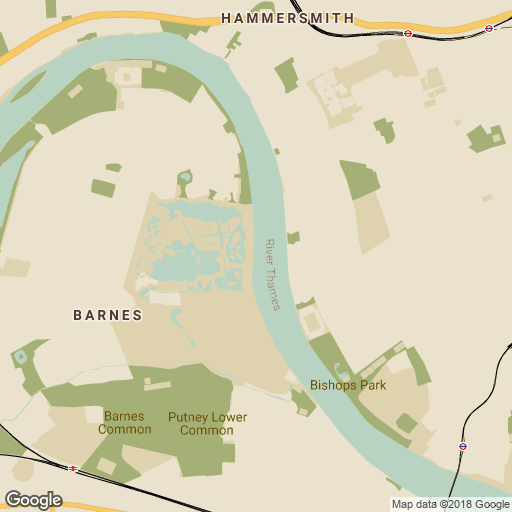 HAMMERSMITH
River Thames
BARNES
Bishops Park
Barnes
Common
Putney Lower
Common
Google
Map data ©2018 Google